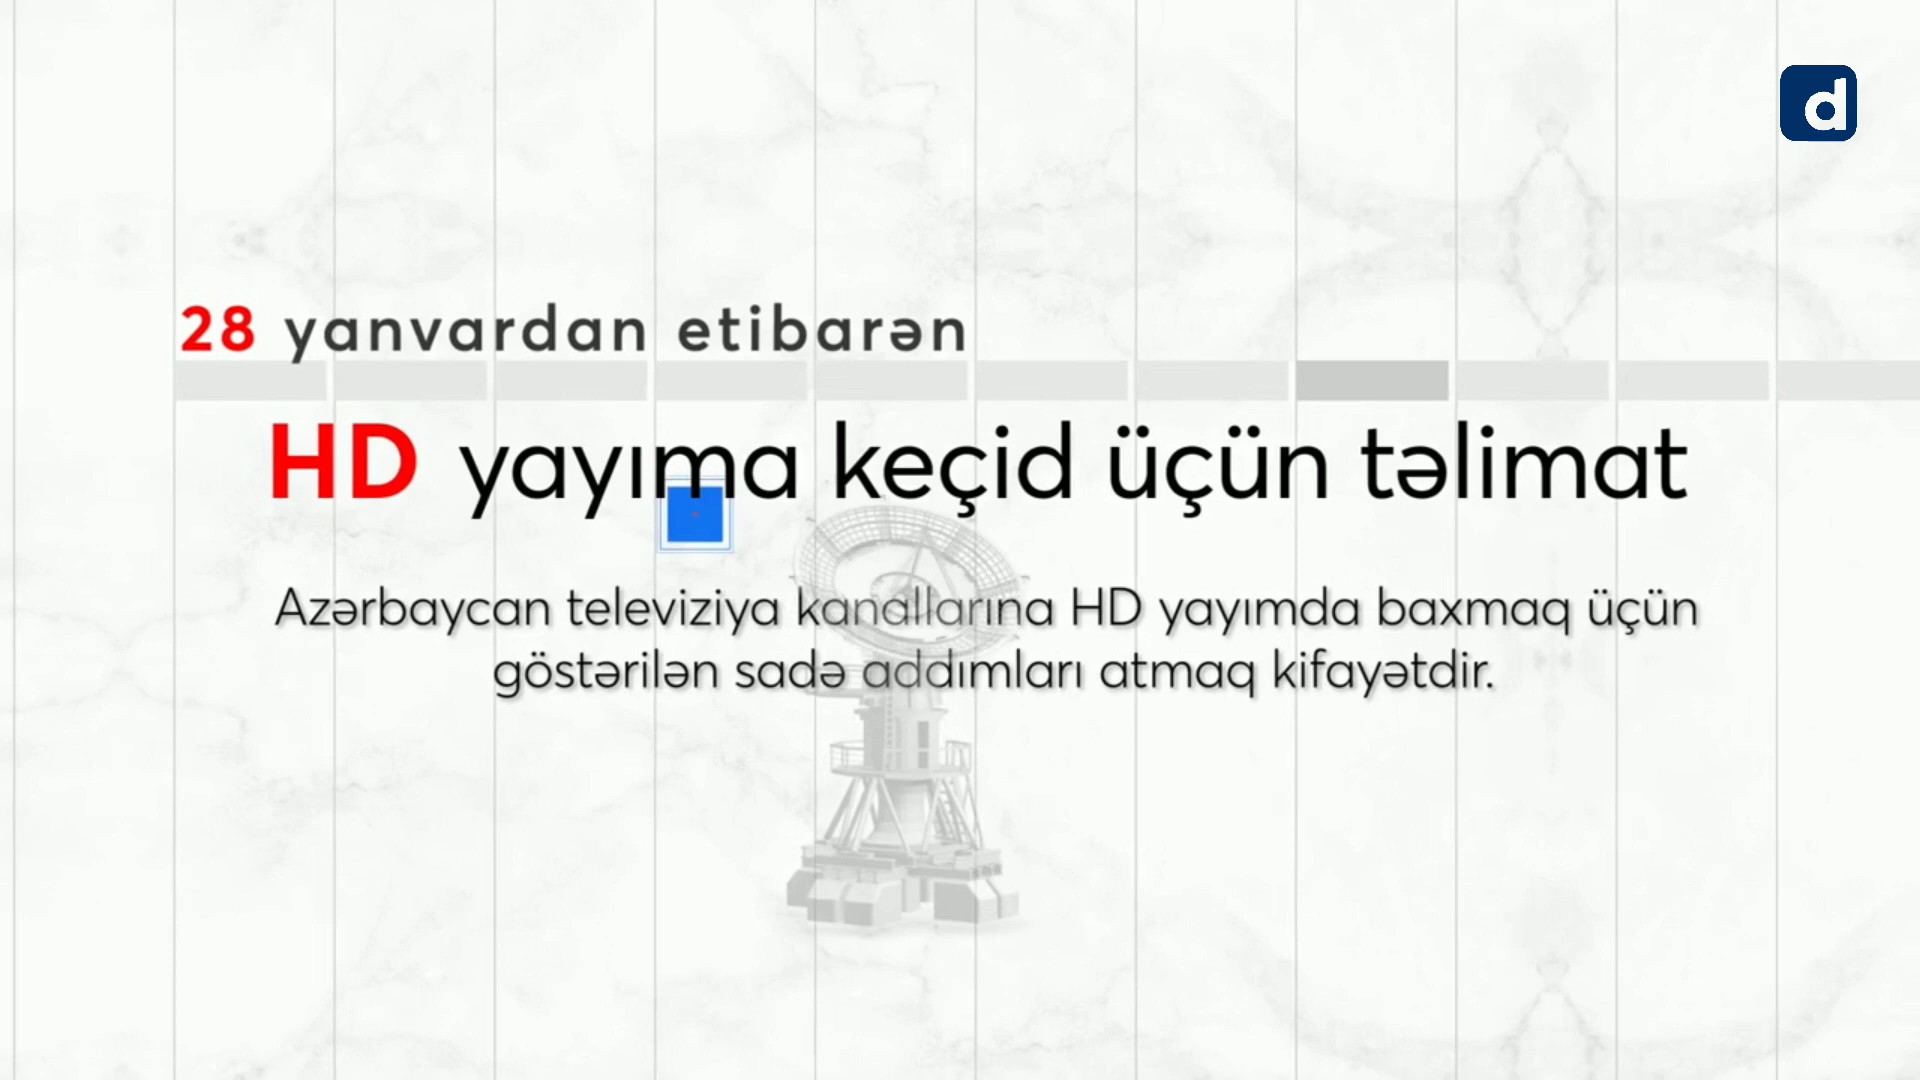 d
28 yanvardan etibarən
HD yayıma keçid üçün təlimat
Azərbaycan televiziya kanallarına HD yayımda baxmaq üçün
göstərilən sadə addımları atmaq kifayətdir.